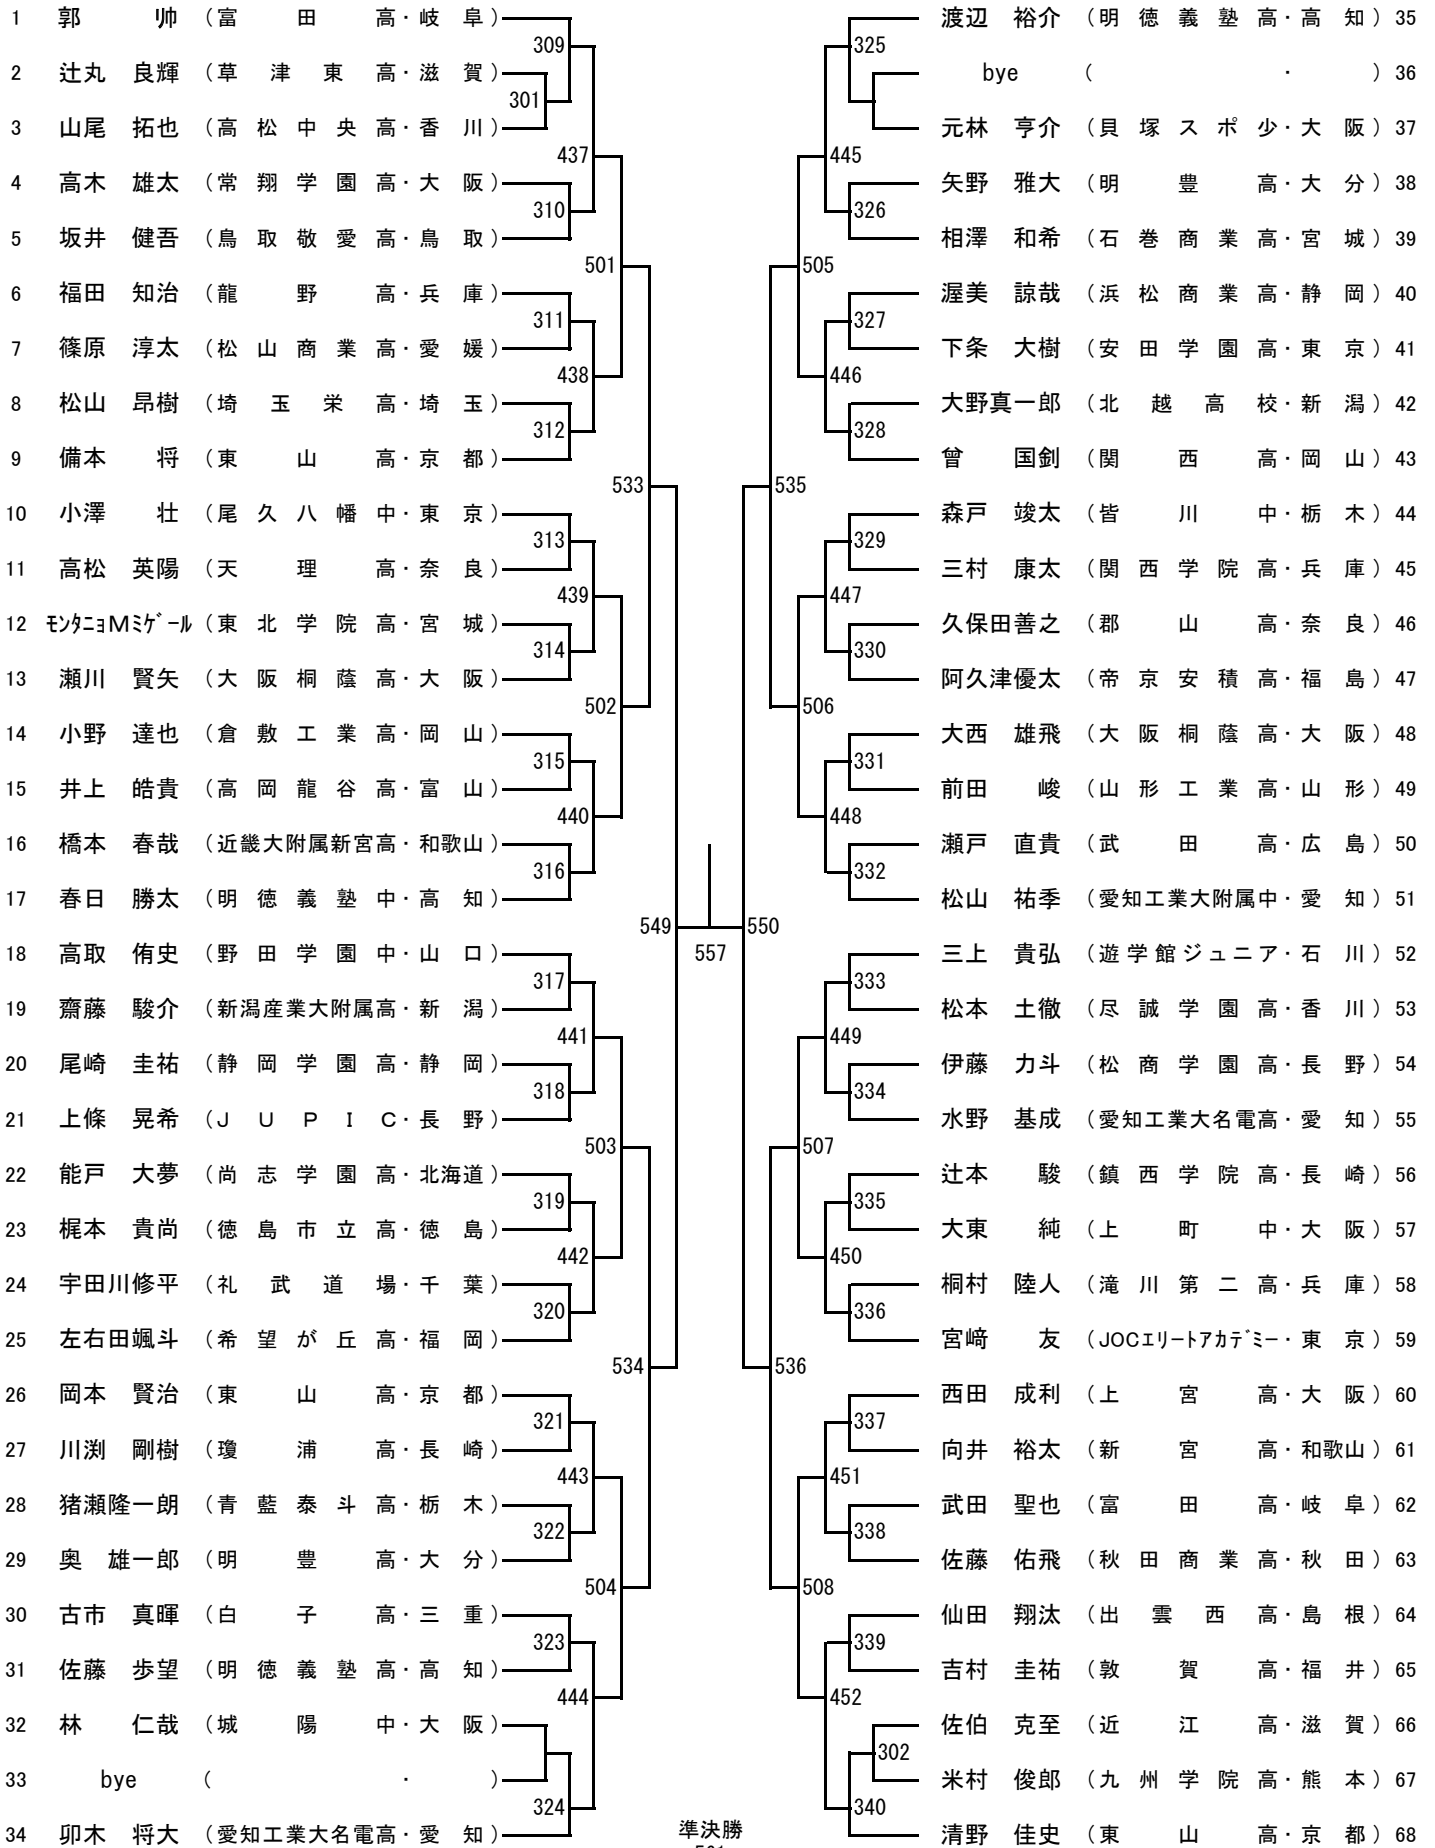 1 郭 帅 (富田高・岐阜)
309
2 辻丸 良輝 (草津東高・滋賀)
301
3 山尾 拓也 (高松中央高・香川)
437
4 高木 雄太 (常翔学園高・大阪)
310
5 坂井 健吾 (鳥取敬愛高・鳥取)
501
6 福田 知治 (龍野高・兵庫)
311
7 篠原 淳太 (松山商業高・愛媛)
438
8 松山 昂樹 (埼玉栄高・埼玉)
312
9 備本 将 (東山高・京都)
533
10 小澤 壮 (尾久八幡中・東京)
313
11 高松 英陽 (天理高・奈良)
439
12 モンタニョMミゲール (東北学院高・宮城)
314
13 瀬川 賢矢 (大阪桐蔭高・大阪)
502
14 小野 達也 (倉敷工業高・岡山)
315
15 井上 皓貴 (高岡龍谷高・富山)
440
16 橋本 春哉 (近畿大附属新宮高・和歌山)
316
17 春日 勝太 (明徳義塾中・高知)
549
18 高取 侑史 (野田学園中・山口)
317
19 齋藤 駿介 (新潟産業大附属高・新潟)
441
20 尾崎 圭祐 (静岡学園高・静岡)
318
21 上條 晃希 (JUPIC・長野)
503
22 能戸 大夢 (尚志学園高・北海道)
319
23 梶本 貴尚 (徳島市立高・徳島)
442
24 宇田川修平 (礼武道場・千葉)
320
25 左右田颯斗 (希望が丘高・福岡)
534
26 岡本 賢治 (東山高・京都)
321
27 川渕 剛樹 (瓊浦高・長崎)
443
28 猪瀬隆一朗 (青藍泰斗高・栃木)
322
29 奥 雄一郎 (明豊高・大分)
504
30 古市 真暉 (白子高・三重)
323
31 佐藤 歩望 (明徳義塾高・高知)
444
32 林 仁哉 (城陽中・大阪)
33 bye (・)
324
34 卯木 将大 (愛知工業大名電高・愛知)
557
準決勝
渡辺 裕介 (明徳義塾高・高知) 35
325
bye (・) 36
元林 亨介 (貝塚スポ少・大阪) 37
445
矢野 雅大 (明豊高・大分) 38
326
相澤 和希 (石巻商業高・宮城) 39
505
渥美 諒哉 (浜松商業高・静岡) 40
327
下条 大樹 (安田学園高・東京) 41
446
大野真一郎 (北越高校・新潟) 42
328
曾 国釗 (関西高・岡山) 43
535
森戸 竣太 (皆川中・栃木) 44
329
三村 康太 (関西学院高・兵庫) 45
447
久保田善之 (郡山高・奈良) 46
330
阿久津優太 (帝京安積高・福島) 47
506
大西 雄飛 (大阪桐蔭高・大阪) 48
331
前田 峻 (山形工業高・山形) 49
448
瀬戸 直貴 (武田高・広島) 50
332
松山 祐季 (愛知工業大附属中・愛知) 51
550
三上 貴弘 (遊学館ジュニア・石川) 52
333
松本 土徹 (尽誠学園高・香川) 53
449
伊藤 力斗 (松商学園高・長野) 54
334
水野 基成 (愛知工業大名電高・愛知) 55
507
辻本 駿 (鎮西学院高・長崎) 56
335
大東 純 (上町中・大阪) 57
450
桐村 陸人 (滝川第二高・兵庫) 58
336
宮﨑 友 (JOCエリートアカデミー・東京) 59
536
西田 成利 (上宮高・大阪) 60
337
向井 裕太 (新宮高・和歌山) 61
451
武田 聖也 (富田高・岐阜) 62
338
佐藤 佑飛 (秋田商業高・秋田) 63
508
仙田 翔汰 (出雲西高・島根) 64
339
吉村 圭祐 (敦賀高・福井) 65
452
佐伯 克至 (近江高・滋賀) 66
302
米村 俊郎 (九州学院高・熊本) 67
340
清野 佳史 (東山高・京都) 68